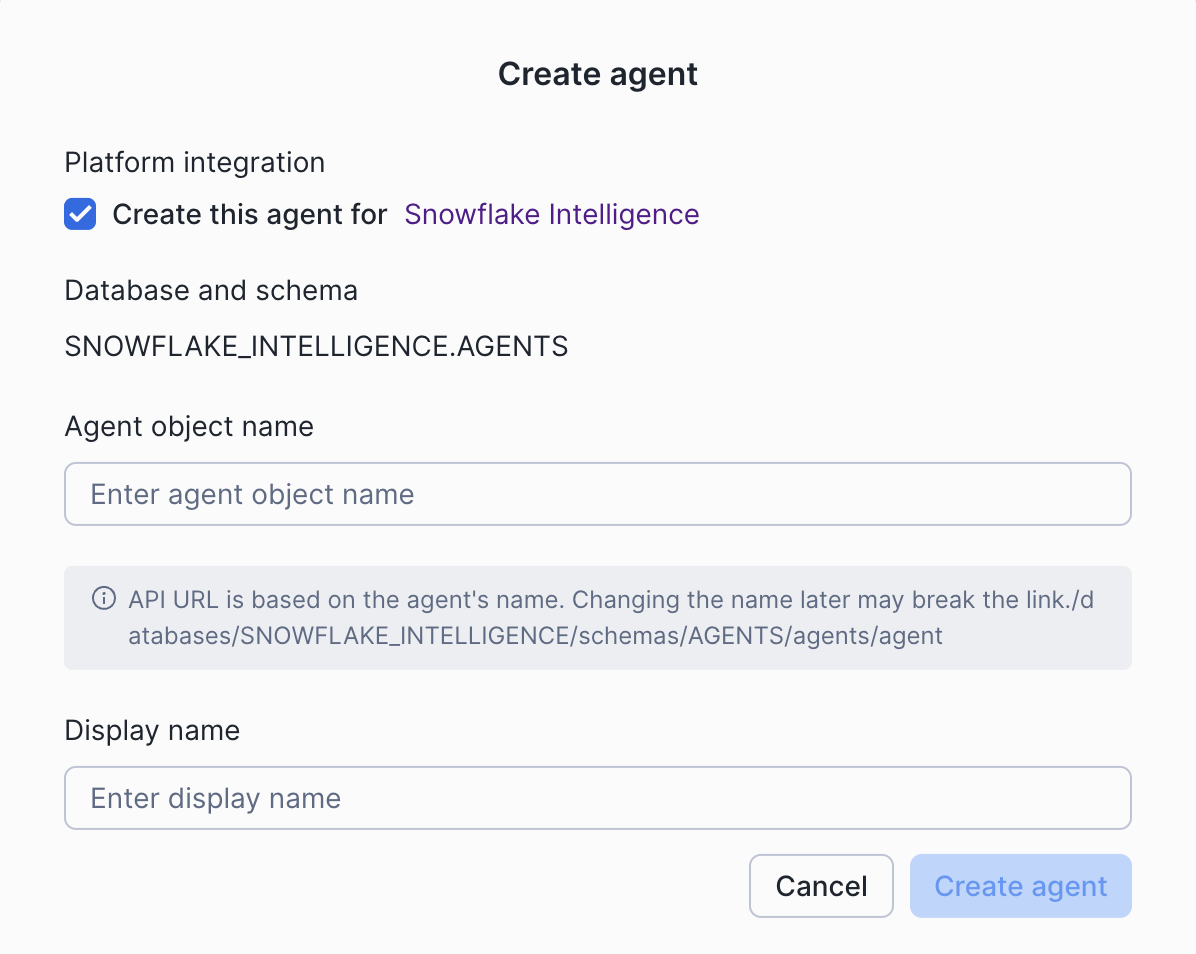 Create agent
Platform integration
Create this agent for Snowflake Intelligence
Database and schema
SNOWFLAKE_INTELLIGENCE.AGENTS
Agent object name
Enter agent object name
API URL is based on the agent's name. Changing the name later may break the link./d
atabases/SNOWFLAKE_INTELLIGENCE/schemas/AGENTS/agents/agent
Display name
Enter display name
Cancel Create agent